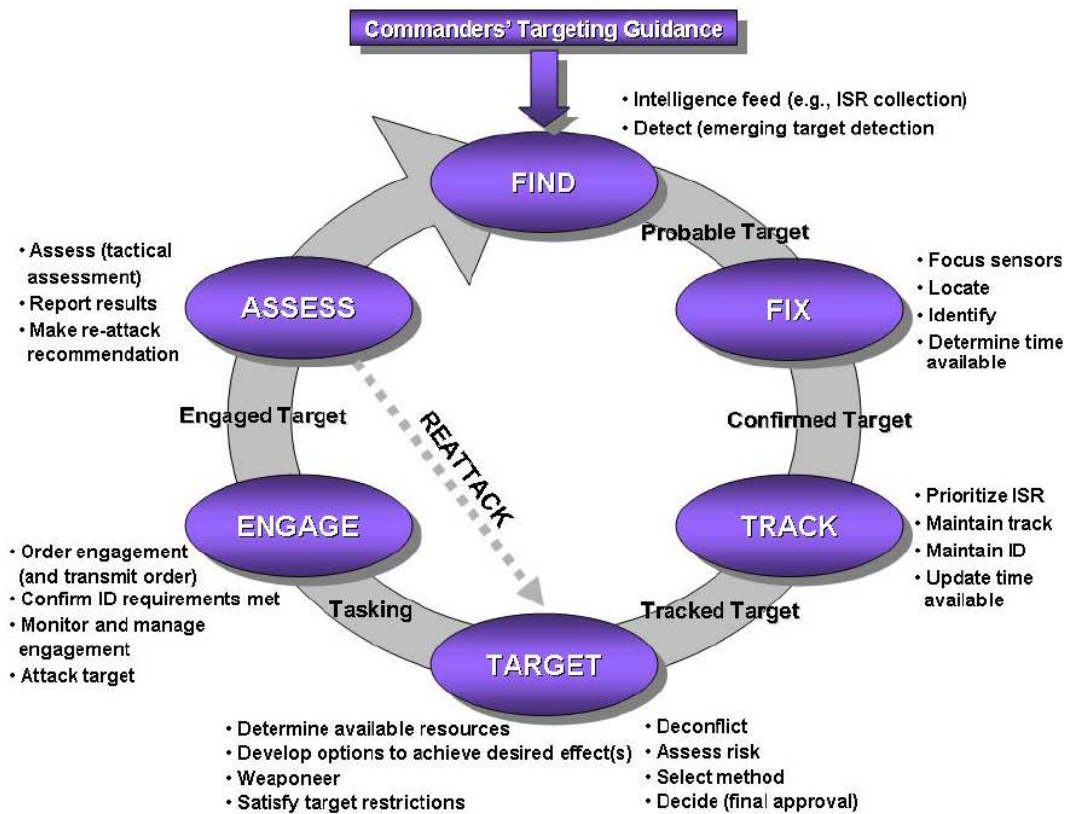 Commanders' Targeting Guidance
• Intelligence feed (e.g., ISR collection)
• Detect (emerging target detection
FIND
Probable Target
• Focus sensors
• Locate
• Identify
• Determine time
available
FIX
Confirmed Target
• Prioritize ISR
• Maintain track
• Maintain ID
• Update time
available
TRACK
Tracked Target
TARGET
• Determine available resources
• Develop options to achieve desired effect(s)
• Weaponeer
• Satisfy target restrictions
• Deconflict
• Assess risk
• Select method
• Decide (final approval)
Tasking
ENGAGE
• Order engagement
(and transmit order)
• Confirm ID requirements met
• Monitor and manage
engagement
• Attack target
Engaged Target
ASSESS
• Assess (tactical
assessment)
• Report results
• Make re-attack
recommendation
REATTACK